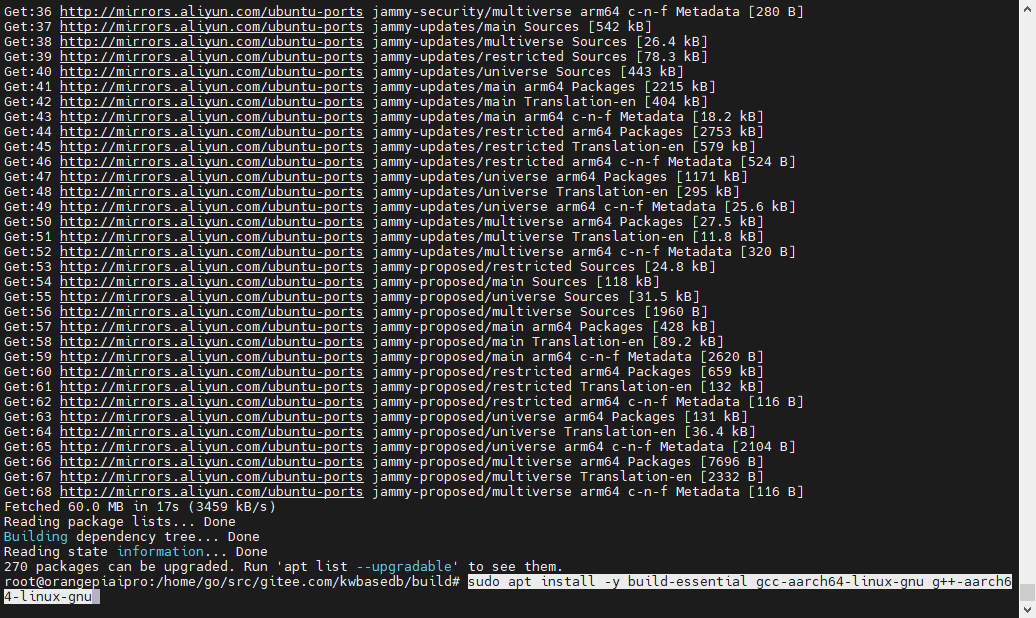 Get:36 http://mirrors.aliyun.com/ubuntu-ports jammy-security/multiverse arm64 c-n-f Metadata [280 B]
Get:37 http://mirrors.aliyun.com/ubuntu-ports jammy-updates/main Sources [542 kB]
Get:38 http://mirrors.aliyun.com/ubuntu-ports jammy-updates/multiverse Sources [26.4 kB]
Get:39 http://mirrors.aliyun.com/ubuntu-ports jammy-updates/restricted Sources [78.3 kB]
Get:40 http://mirrors.aliyun.com/ubuntu-ports jammy-updates/universe Sources [443 kB]
Get:41 http://mirrors.aliyun.com/ubuntu-ports jammy-updates/main arm64 Packages [2215 kB]
Get:42 http://mirrors.aliyun.com/ubuntu-ports jammy-updates/main Translation-en [404 kB]
Get:43 http://mirrors.aliyun.com/ubuntu-ports jammy-updates/main arm64 c-n-f Metadata [18.2 kB]
Get:44 http://mirrors.aliyun.com/ubuntu-ports jammy-updates/restricted arm64 Packages [2753 kB]
Get:45 http://mirrors.aliyun.com/ubuntu-ports jammy-updates/restricted Translation-en [579 kB]
Get:46 http://mirrors.aliyun.com/ubuntu-ports jammy-updates/restricted arm64 c-n-f Metadata [524 B]
Get:47 http://mirrors.aliyun.com/ubuntu-ports jammy-updates/universe arm64 Packages [1171 kB]
Get:48 http://mirrors.aliyun.com/ubuntu-ports jammy-updates/universe Translation-en [295 kB]
Get:49 http://mirrors.aliyun.com/ubuntu-ports jammy-updates/universe arm64 c-n-f Metadata [25.6 kB]
Get:50 http://mirrors.aliyun.com/ubuntu-ports jammy-updates/multiverse arm64 Packages [27.5 kB]
Get:51 http://mirrors.aliyun.com/ubuntu-ports jammy-updates/multiverse Translation-en [11.8 kB]
Get:52 http://mirrors.aliyun.com/ubuntu-ports jammy-updates/multiverse arm64 c-n-f Metadata [320 B]
Get:53 http://mirrors.aliyun.com/ubuntu-ports jammy-proposed/restricted Sources [24.8 kB]
Get:54 http://mirrors.aliyun.com/ubuntu-ports jammy-proposed/main Sources [118 kB]
Get:55 http://mirrors.aliyun.com/ubuntu-ports jammy-proposed/universe Sources [31.5 kB]
Get:56 http://mirrors.aliyun.com/ubuntu-ports jammy-proposed/multiverse Sources [1960 B]
Get:57 http://mirrors.aliyun.com/ubuntu-ports jammy-proposed/main arm64 Packages [428 kB]
Get:58 http://mirrors.aliyun.com/ubuntu-ports jammy-proposed/main Translation-en [89.2 kB]
Get:59 http://mirrors.aliyun.com/ubuntu-ports jammy-proposed/main arm64 c-n-f Metadata [2620 B]
Get:60 http://mirrors.aliyun.com/ubuntu-ports jammy-proposed/restricted arm64 Packages [659 kB]
Get:61 http://mirrors.aliyun.com/ubuntu-ports jammy-proposed/restricted Translation-en [132 kB]
Get:62 http://mirrors.aliyun.com/ubuntu-ports jammy-proposed/restricted arm64 c-n-f Metadata [116 B]
Get:63 http://mirrors.aliyun.com/ubuntu-ports jammy-proposed/universe arm64 Packages [131 kB]
Get:64 http://mirrors.aliyun.com/ubuntu-ports jammy-proposed/universe Translation-en [36.4 kB]
Get:65 http://mirrors.aliyun.com/ubuntu-ports jammy-proposed/universe arm64 c-n-f Metadata [2104 B]
Get:66 http://mirrors.aliyun.com/ubuntu-ports jammy-proposed/multiverse arm64 Packages [7696 B]
Get:67 http://mirrors.aliyun.com/ubuntu-ports jammy-proposed/multiverse Translation-en [2332 B]
Get:68 http://mirrors.aliyun.com/ubuntu-ports jammy-proposed/multiverse arm64 c-n-f Metadata [116 B]
Fetched 60.0 MB in 17s (3459 kB/s)
Reading package lists... Done
Building dependency tree... Done
Reading state information... Done
270 packages can be upgraded. Run 'apt list --upgradable' to see them.
root@orangepiaipro:/home/go/src/gitee.com/kwbasedb/build# sudo apt install -y build-essential gcc-aarch64-linux-gnu g++-aarch6
4-linux-gnu